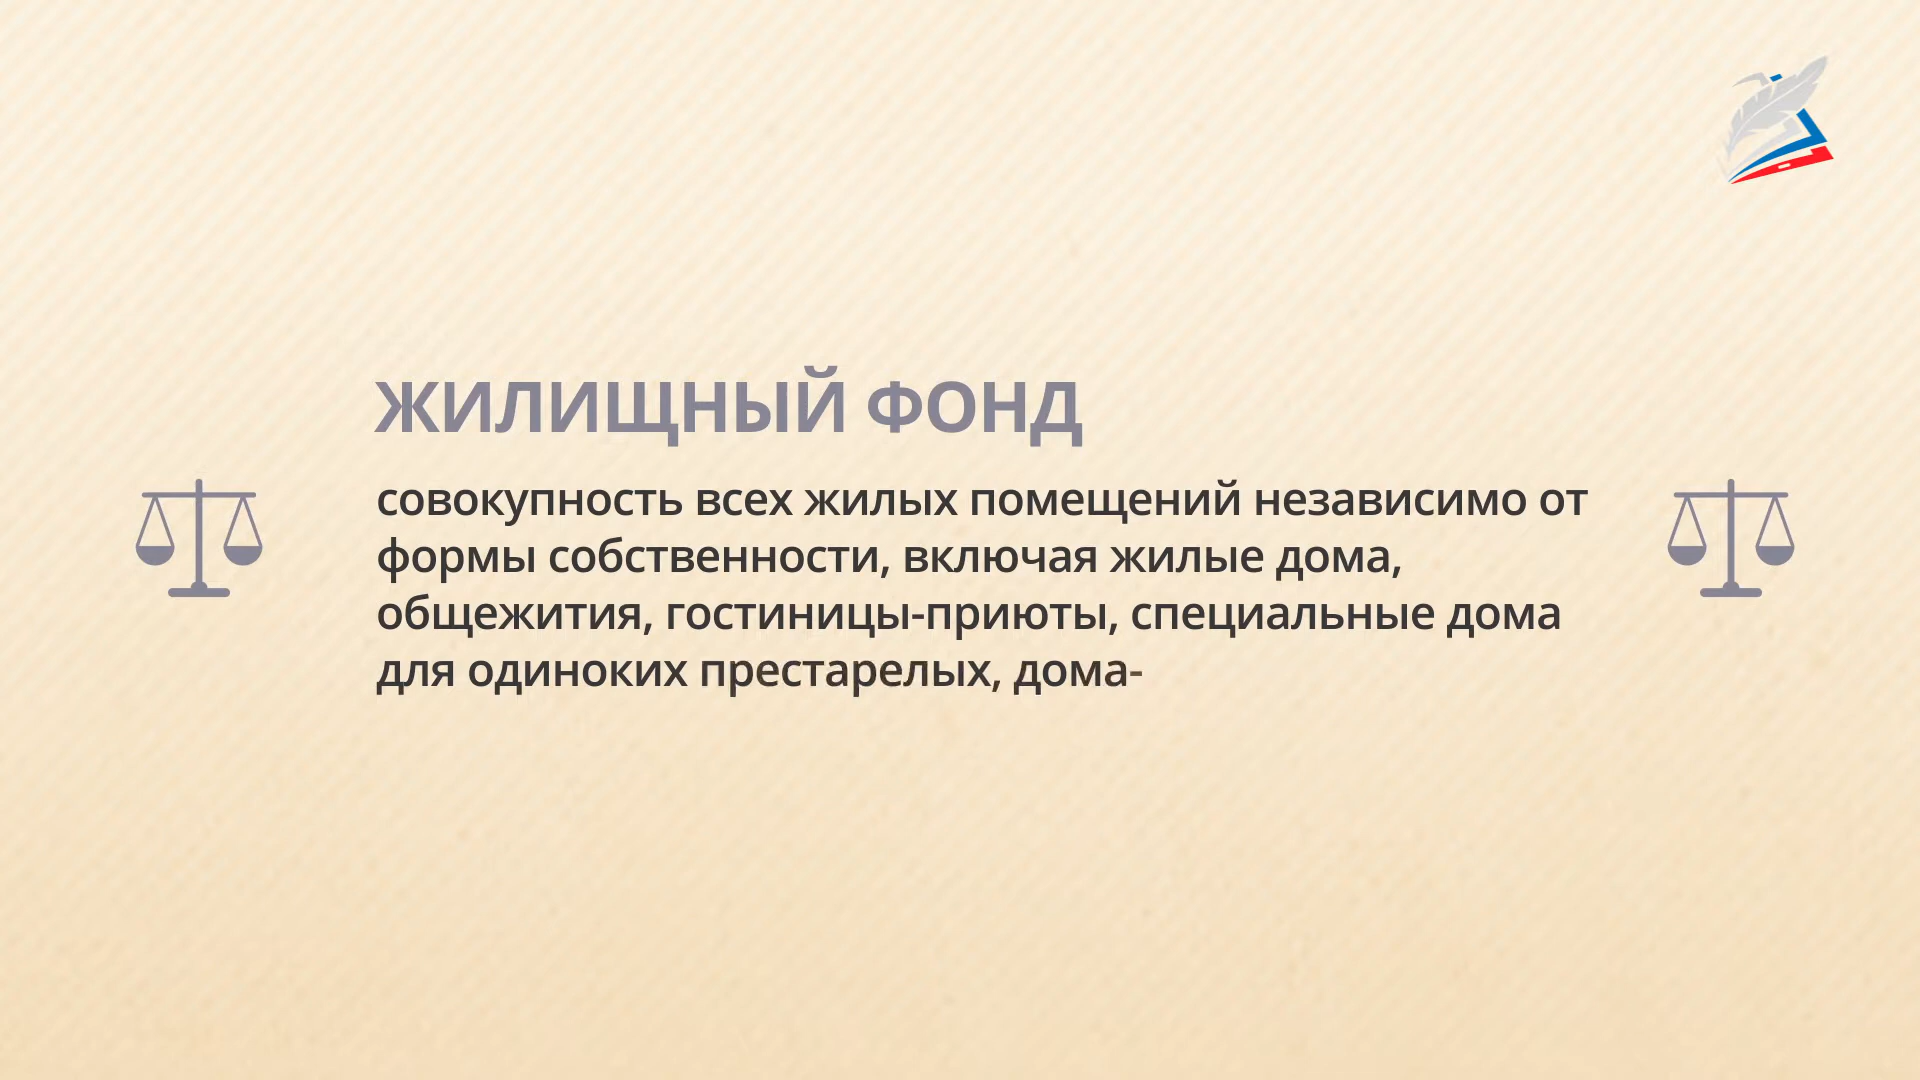 ЖИЛИЩНЫЙ ФОНД
совокупность всех жилых помещений независимо от
формы собственности, включая жилые дома,
общежития, гостиницы-приюты, специальные дома
для одиноких престарелых, дома-